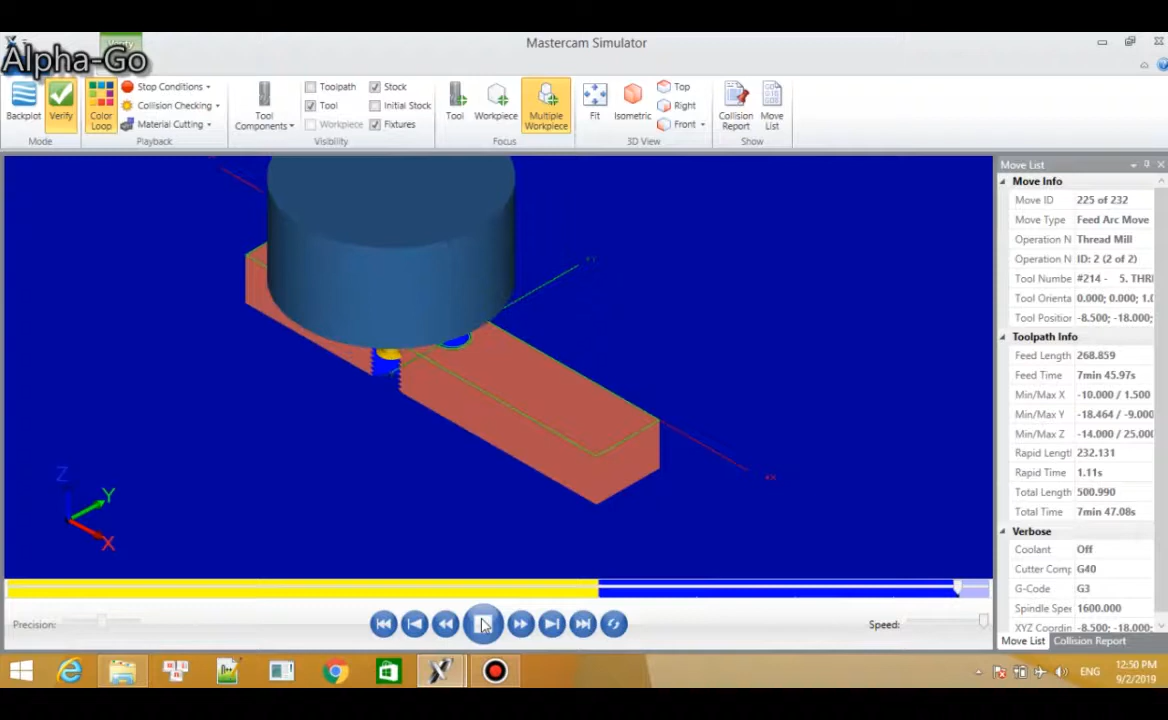 Alpha-Go
Verify
Mastercam Simulator
Backplot
Verify
Color Loop
Stop Conditions
Collision Checking
Material Cutting
Tool Components
Toolpath
Tool
Workpiece
Stock
Initial Stock
Fixtures
Tool
Workpiece
Multiple Workpiece
Fit
Isometric
Top
Right
Front
Collision Report
Move List
Mode
Playback
Visibility
Focus
3D View
Show
Move List
Move Info
Move ID 225 of 232
Move Type Feed Arc Move
Operation N Thread Mill
Operation N ID: 2 (2 of 2)
Tool Numbe #214 - 5. THR
Tool Orienta 0.000; 0.000; 1.0
Tool Position -8.500; -18.000;
Toolpath Info
Feed Length 268.859
Feed Time 7min 45.97s
Min/Max X -10.000 / 1.500
Min/Max Y -18.464 / -9.000
Min/Max Z -14.000 / 25.000
Rapid Lengtl 232.131
Rapid Time 1.11s
Total Length 500.990
Total Time 7min 47.08s
Verbose
Coolant Off
Cutter Comp G40
G-Code G3
Spindle Spee 1600.000
XYZ Coordin -8.500; -18.000;
Move List Collision Report
+Y
+X
Z
Y
X
Precision:
Speed:
ENG
12:50 PM
9/2/2019